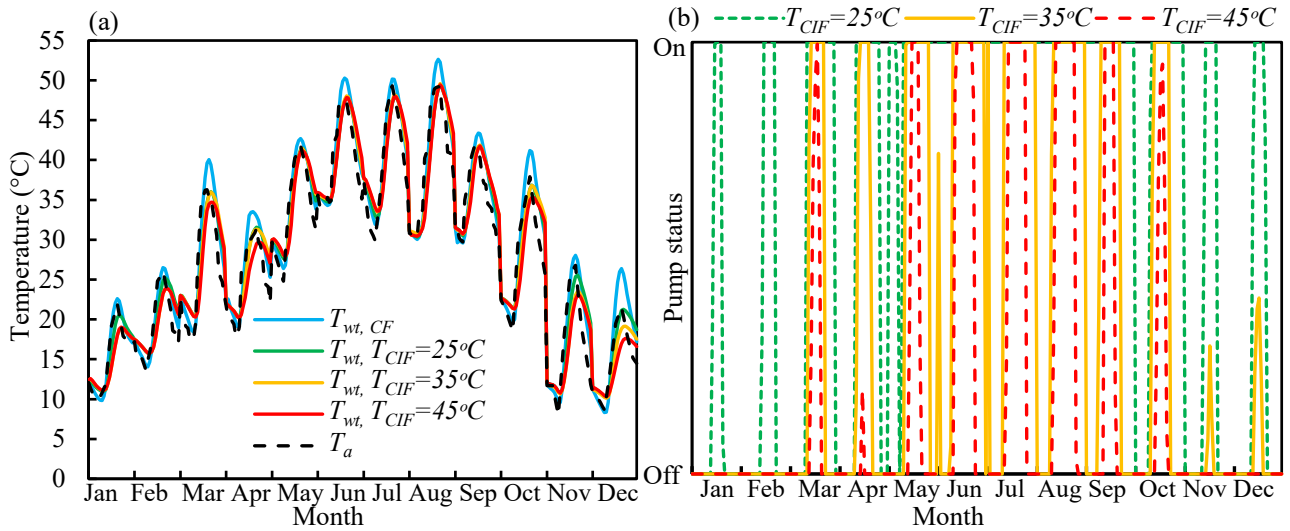 (a)
Temperature (°C)
55
50
45
40
35
30
25
20
15
10
5
0
T_wt, CF
T_wt, T_CIF=25°C
T_wt, T_CIF=35°C
T_wt, T_CIF=45°C
T_a
Jan Feb Mar Apr May Jun Jul Aug Sep Oct Nov Dec
Month
(b)
T_CIF=25°C T_CIF=35°C T_CIF=45°C
On
Pump status
Off
Jan Feb Mar Apr May Jun Jul Aug Sep Oct Nov Dec
Month